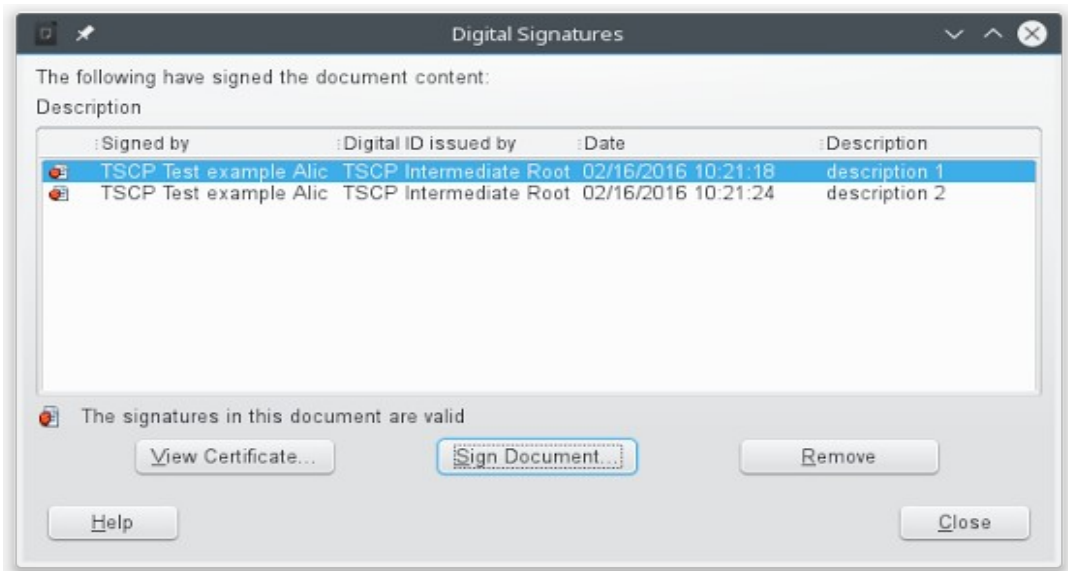 Digital Signatures
The following have signed the document content:
Description
Signed by Digital ID issued by Date Description
TSCP Test example Alic TSCP Intermediate Root 02/16/2016 10:21:18 description 1
TSCP Test example Alic TSCP Intermediate Root 02/16/2016 10:21:24 description 2
The signatures in this document are valid
View Certificate... Sign Document... Remove
Help Close